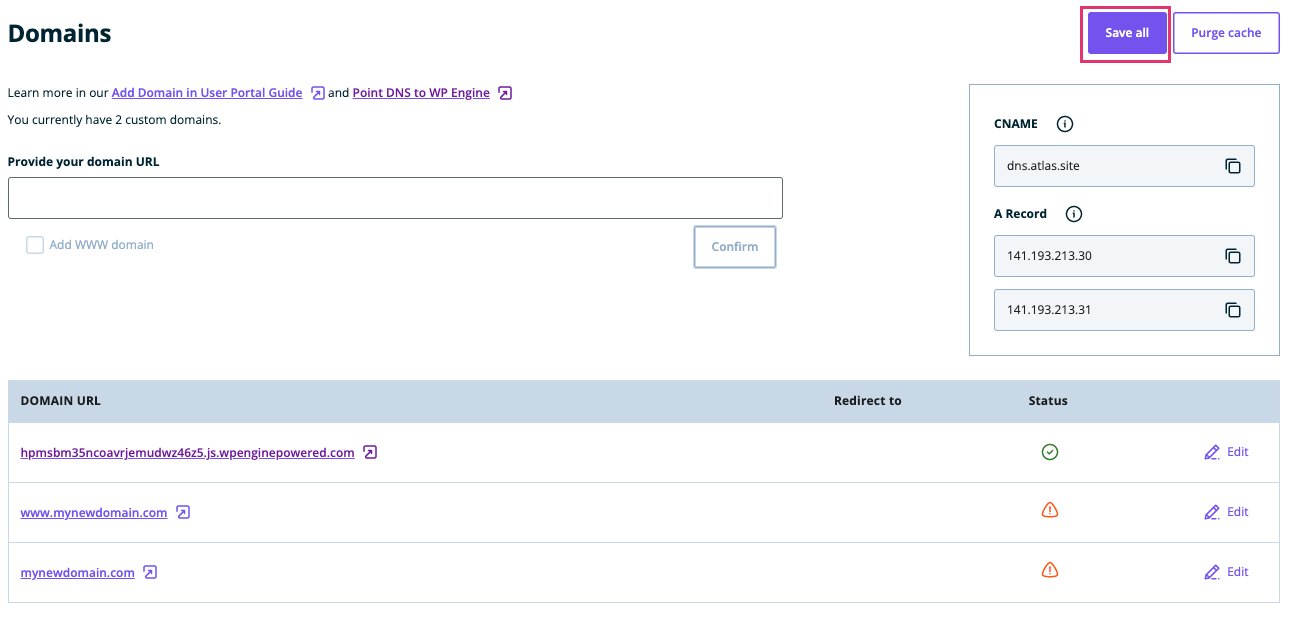 Domains
Save all
Purge cache
Learn more in our Add Domain in User Portal Guide and Point DNS to WP Engine
You currently have 2 custom domains.
Provide your domain URL
Add WWW domain
Confirm
CNAME
dns.atlas.site
A Record
141.193.213.30
141.193.213.31
DOMAIN URL Redirect to Status
hpmsbm35ncoavrjemudwz46z5.js.wpenginepowered.com Edit
www.mynewdomain.com Edit
mynewdomain.com Edit